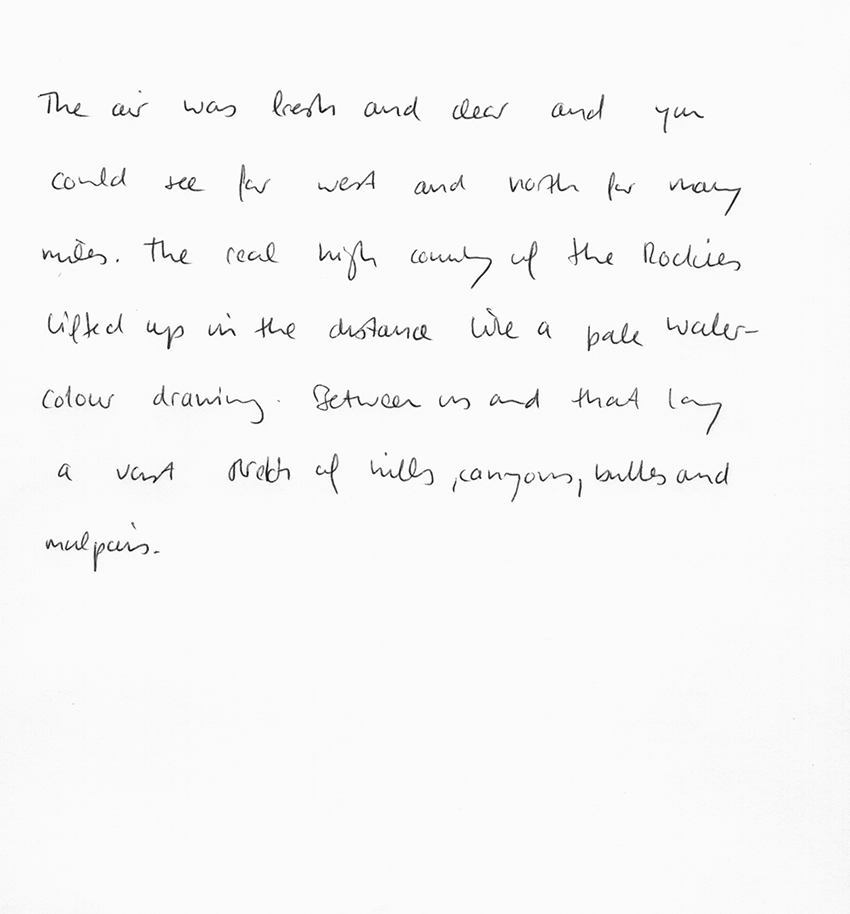 The air was fresh and clear and you
could see far west and north for many
miles. The real high country of the Rockies
lifted up in the distance like a pale water-
colour drawing. Between us and that lay
a vast stretch of hills, canyons, buttes and
malpais.